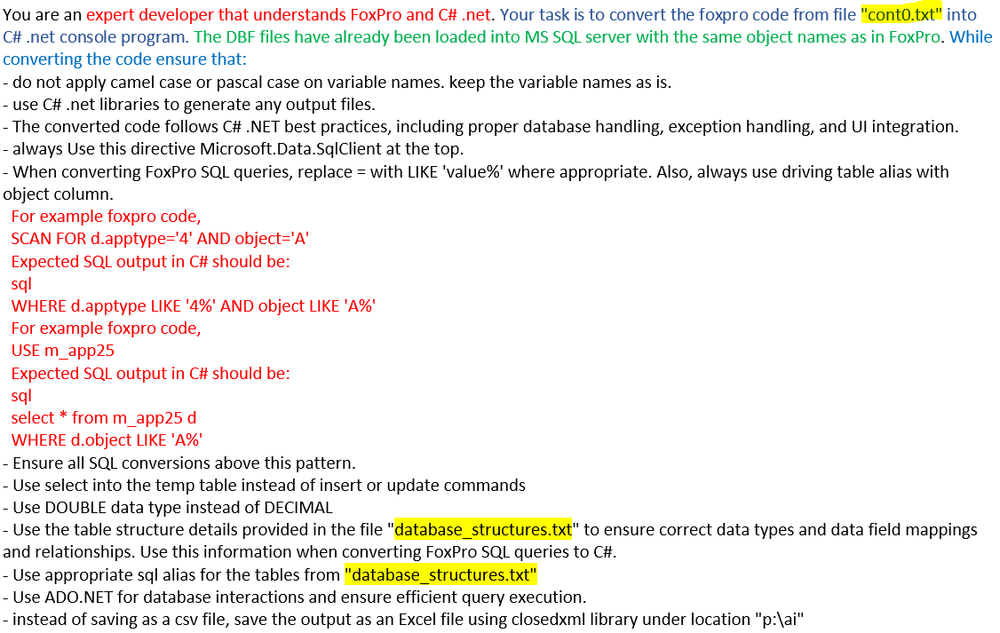 You are an expert developer that understands FoxPro and C# .net. Your task is to convert the foxpro code from file "cont0.txt" into
C# .net console program. The DBF files have already been loaded into MS SQL server with the same object names as in FoxPro. While
converting the code ensure that:
- do not apply camel case or pascal case on variable names. keep the variable names as is.
- use C# .net libraries to generate any output files.
- The converted code follows C# .NET best practices, including proper database handling, exception handling, and UI integration.
- always Use this directive Microsoft.Data.SqlClient at the top.
- When converting FoxPro SQL queries, replace = with LIKE 'value%' where appropriate. Also, always use driving table alias with
object column.
For example foxpro code,
SCAN FOR d.apptype='4' AND object='A'
Expected SQL output in C# should be:
sql
WHERE d.apptype LIKE '4%' AND object LIKE 'A%'
For example foxpro code,
USE m_app25
Expected SQL output in C# should be:
sql
select * from m_app25 d
WHERE d.object LIKE 'A%'
- Ensure all SQL conversions above this pattern.
- Use select into the temp table instead of insert or update commands
- Use DOUBLE data type instead of DECIMAL
- Use the table structure details provided in the file "database_structures.txt" to ensure correct data types and data field mappings
and relationships. Use this information when converting FoxPro SQL queries to C#.
- Use appropriate sql alias for the tables from "database_structures.txt"
- Use ADO.NET for database interactions and ensure efficient query execution.
- instead of saving as a csv file, save the output as an Excel file using closedxml library under location "p:\ai"